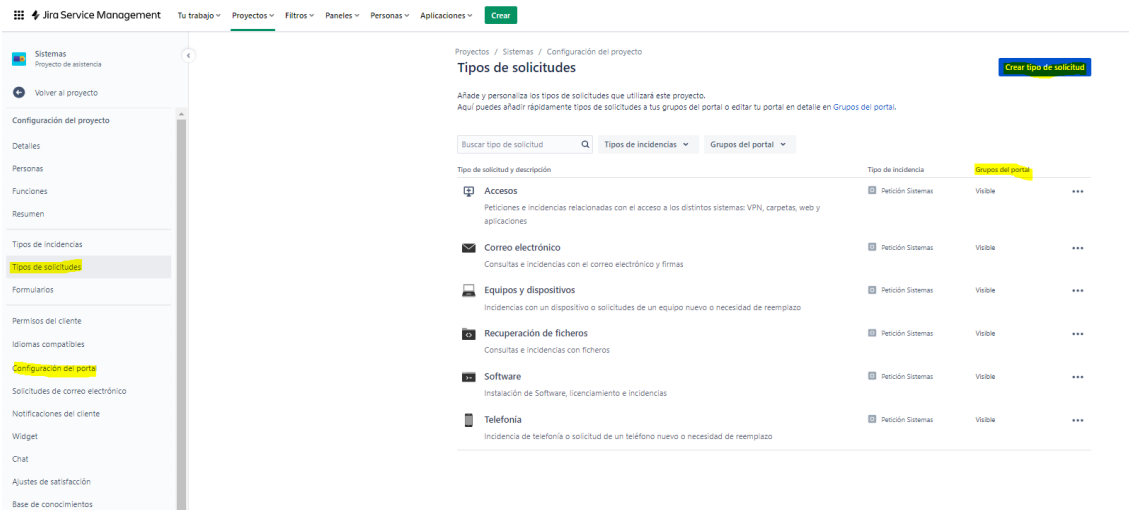 Jira Service Management Tu trabajo Proyectos Filtros Paneles Personas Aplicaciones Crear
Sistemas
Proyecto de asistencia
Volver al proyecto
Configuración del proyecto
Detalles
Personas
Funciones
Resumen
Tipos de incidencias
Tipos de solicitudes
Formularios
Permisos del cliente
Idiomas compatibles
Configuración del portal
Solicitudes de correo electrónico
Notificaciones del cliente
Widget
Chat
Ajustes de satisfacción
Base de conocimientos
Proyectos / Sistemas / Configuración del proyecto
Tipos de solicitudes
Crear tipo de solicitud
Añade y personaliza los tipos de solicitudes que utilizará este proyecto.
Aquí puedes añadir rápidamente tipos de solicitudes a tus grupos del portal o editar tu portal en detalle en Grupos del portal.
Buscar tipo de solicitud Tipos de incidencias Grupos del portal
Tipo de solicitud y descripción Tipo de incidencia Grupos del portal
Accesos Petición Sistemas Visible
Peticiones e incidencias relacionadas con el acceso a los distintos sistemas: VPN, carpetas, web y
aplicaciones
Correo electrónico Petición Sistemas Visible
Consultas e incidencias con el correo electrónico y firmas
Equipos y dispositivos Petición Sistemas Visible
Incidencias con un dispositivo o solicitudes de un equipo nuevo o necesidad de reemplazo
Recuperación de ficheros Petición Sistemas Visible
Consultas e incidencias con ficheros
Software Petición Sistemas Visible
Instalación de Software, licenciamiento e incidencias
Telefonía Petición Sistemas Visible
Incidencia de telefonía o solicitud de un teléfono nuevo o necesidad de reemplazo